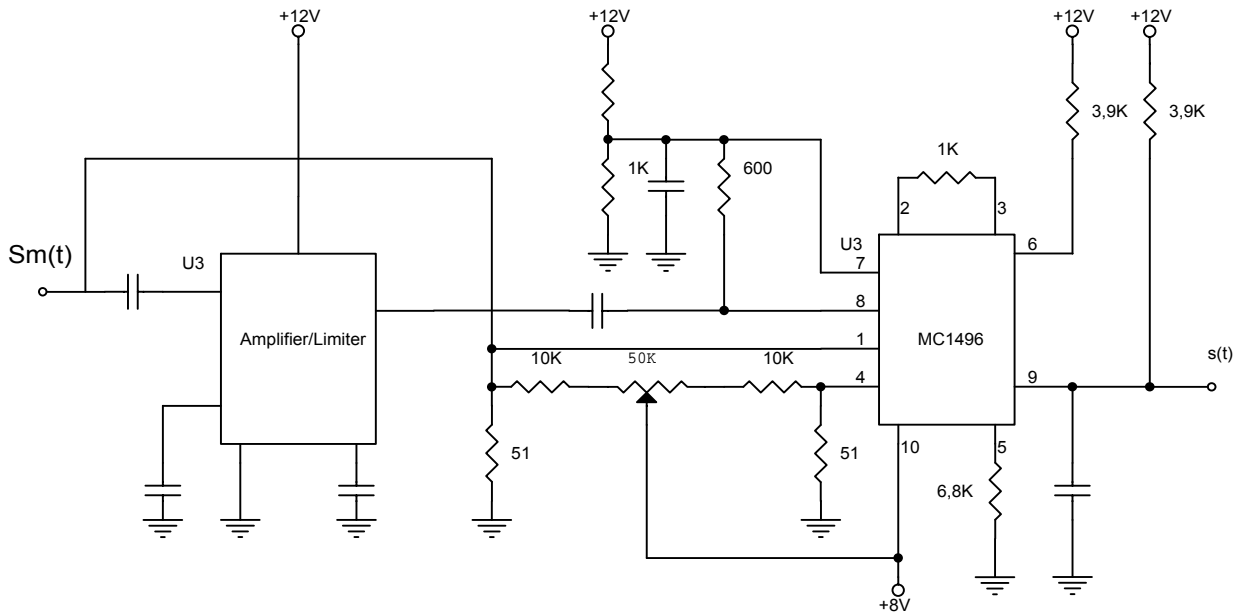 +12V
+12V
+12V
+12V
3,9K
3,9K
1K
1K
600
2
3
Sm(t)
U3
U3
6
7
8
Amplifier/Limiter
MC1496
1
10K
50K
10K
s(t)
4
9
51
51
10
5
6,8K
+8V